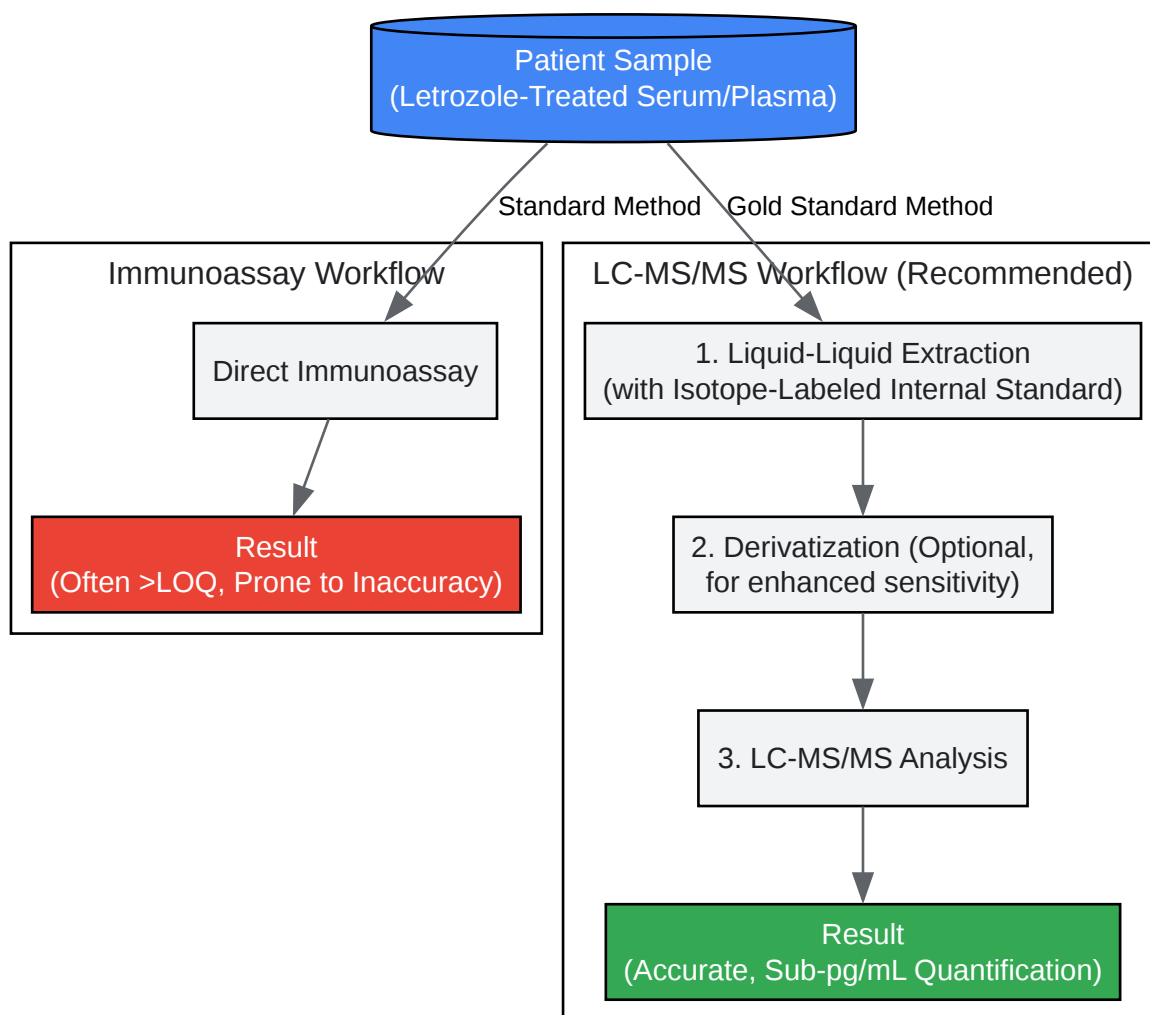 Patient Sample
(Letrozole-Treated Serum/Plasma)
Standard Method
Gold Standard Method
Immunoassay Workflow
Direct Immunoassay
Result
(Often >LOQ, Prone to Inaccuracy)
LC-MS/MS Workflow (Recommended)
1. Liquid-Liquid Extraction
(with Isotope-Labeled Internal Standard)
2. Derivatization (Optional,
for enhanced sensitivity)
3. LC-MS/MS Analysis
Result
(Accurate, Sub-pg/mL Quantification)